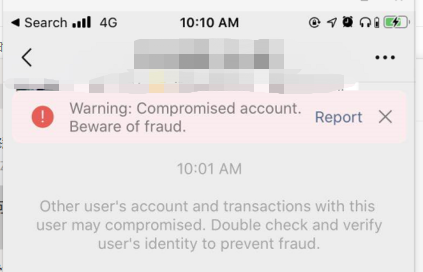 Search 4G 10:10 AM
Warning: Compromised account.
Beware of fraud.
Report
10:01 AM
Other user's account and transactions with this
user may compromised. Double check and verify
user's identity to prevent fraud.